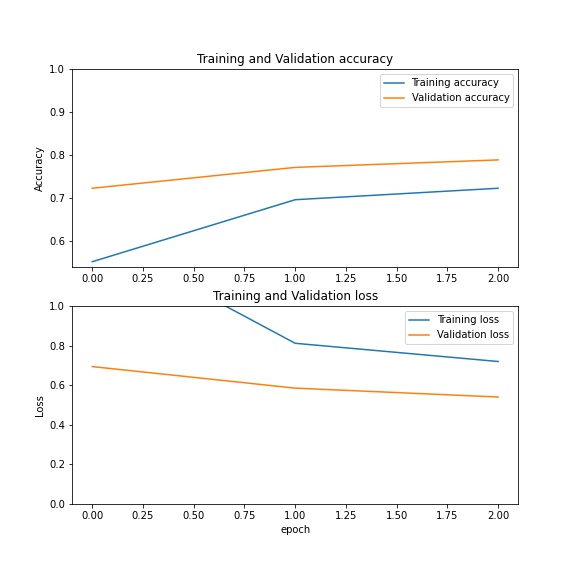 Training and Validation accuracy
1.0
0.9
0.8
0.7
0.6
Accuracy
Training accuracy
Validation accuracy
0.00 0.25 0.50 0.75 1.00 1.25 1.50 1.75 2.00
Training and Validation loss
1.0
0.8
0.6
0.4
0.2
0.0
Loss
Training loss
Validation loss
0.00 0.25 0.50 0.75 1.00 1.25 1.50 1.75 2.00
epoch